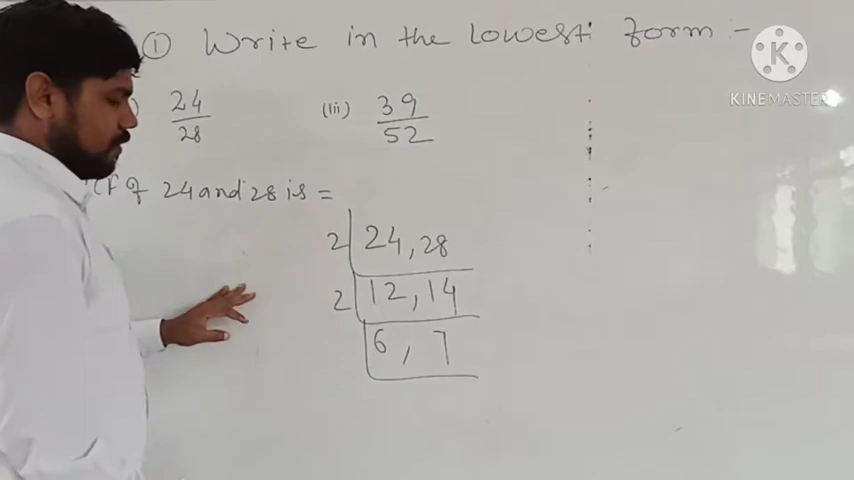 ① Write in the Lowest form :-
KINEMASTER
) 24/28 (iii) 39/52
CF of 24 and 28 is =
2 | 24, 28
2 | 12, 14
6, 7